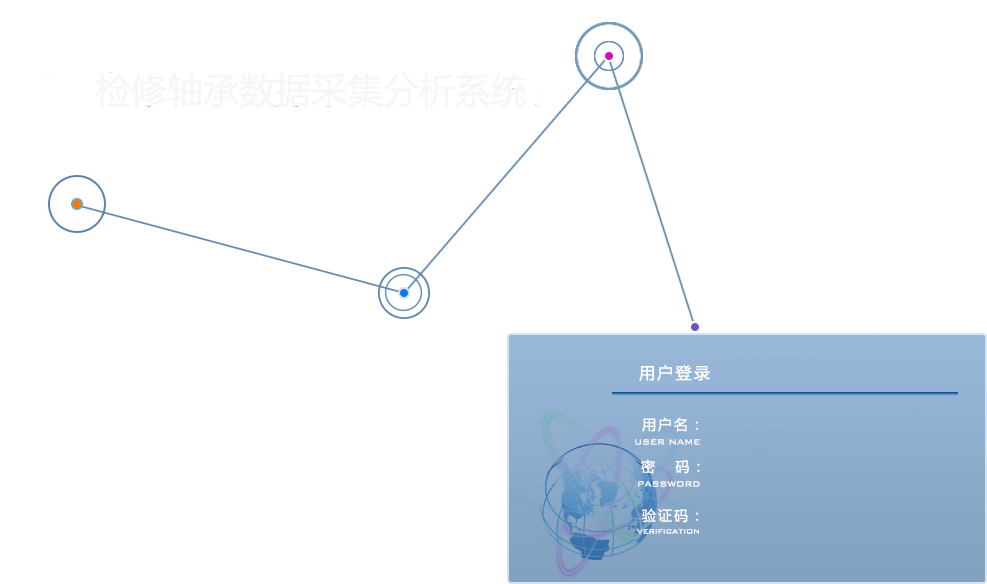 检修轴承数据采集分析系统
用户登录
用户名：
USER NAME
密 码：
PASSWORD
验证码：
VERIFICATION